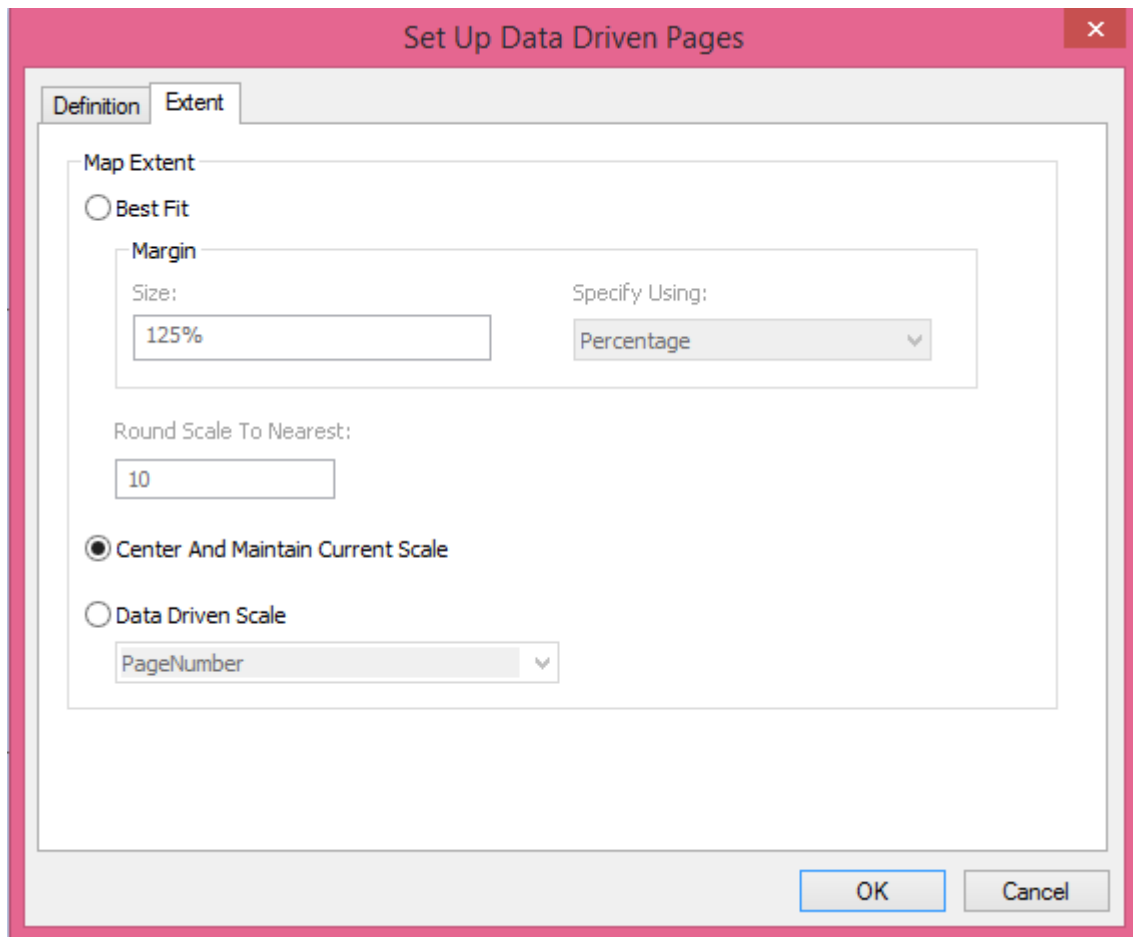 Set Up Data Driven Pages
Definition Extent
Map Extent
Best Fit
Margin
Size: Specify Using:
125% Percentage
Round Scale To Nearest:
10
Center And Maintain Current Scale
Data Driven Scale
PageNumber
OK Cancel